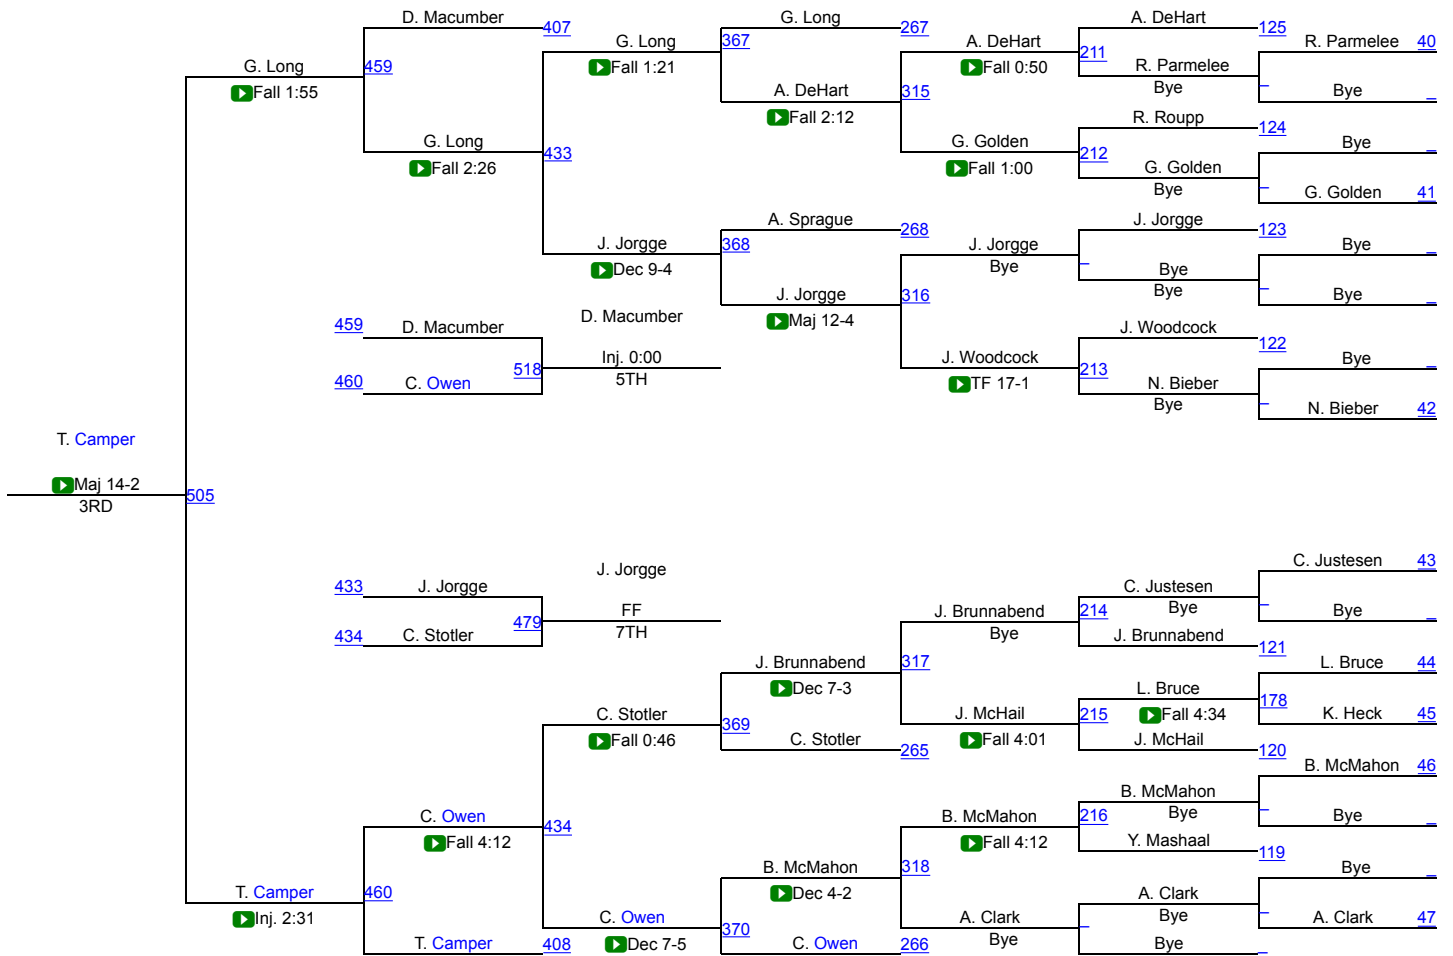 D. Macumber
G. Long
A. DeHart
407
267
125
G. Long
367
A. DeHart
R. Parmelee
40
G. Long
459
Fall 1:21
Fall 0:50
211
R. Parmelee
Fall 1:55
A. DeHart
315
Bye
_
Bye
_
Fall 2:12
R. Roupp
124
G. Long
433
G. Golden
212
Bye
_
Fall 2:26
Fall 1:00
G. Golden
Bye
_
G. Golden
41
A. Sprague
268
J. Jorgge
123
J. Jorgge
368
J. Jorgge
Bye
_
Dec 9-4
Bye
_
Bye
J. Jorgge
316
Bye
_
Bye
_
D. Macumber
Maj 12-4
459
D. Macumber
J. Woodcock
122
Inj. 0:00
J. Woodcock
Bye
_
518
5TH
213
460
C. Owen
TF 17-1
N. Bieber
Bye
_
N. Bieber
42
T. Camper
Maj 14-2
505
3RD
C. Justesen
43
J. Jorgge
433
J. Jorgge
C. Justesen
FF
J. Brunnabend
214
Bye
_
Bye
_
479
7TH
Bye
434
C. Stotler
J. Brunnabend
121
J. Brunnabend
317
L. Bruce
44
Dec 7-3
L. Bruce
178
C. Stotler
369
J. McHail
215
Fall 4:34
K. Heck
45
Fall 0:46
C. Stotler
265
Fall 4:01
J. McHail
120
B. McMahon
46
B. McMahon
C. Owen
434
B. McMahon
216
Bye
_
Bye
_
Fall 4:12
Fall 4:12
Y. Mashaal
119
B. McMahon
318
Bye
_
T. Camper
460
Dec 4-2
A. Clark
Inj. 2:31
C. Owen
370
A. Clark
_
Bye
_
A. Clark
47
T. Camper
408
Dec 7-5
C. Owen
266
Bye
Bye
_